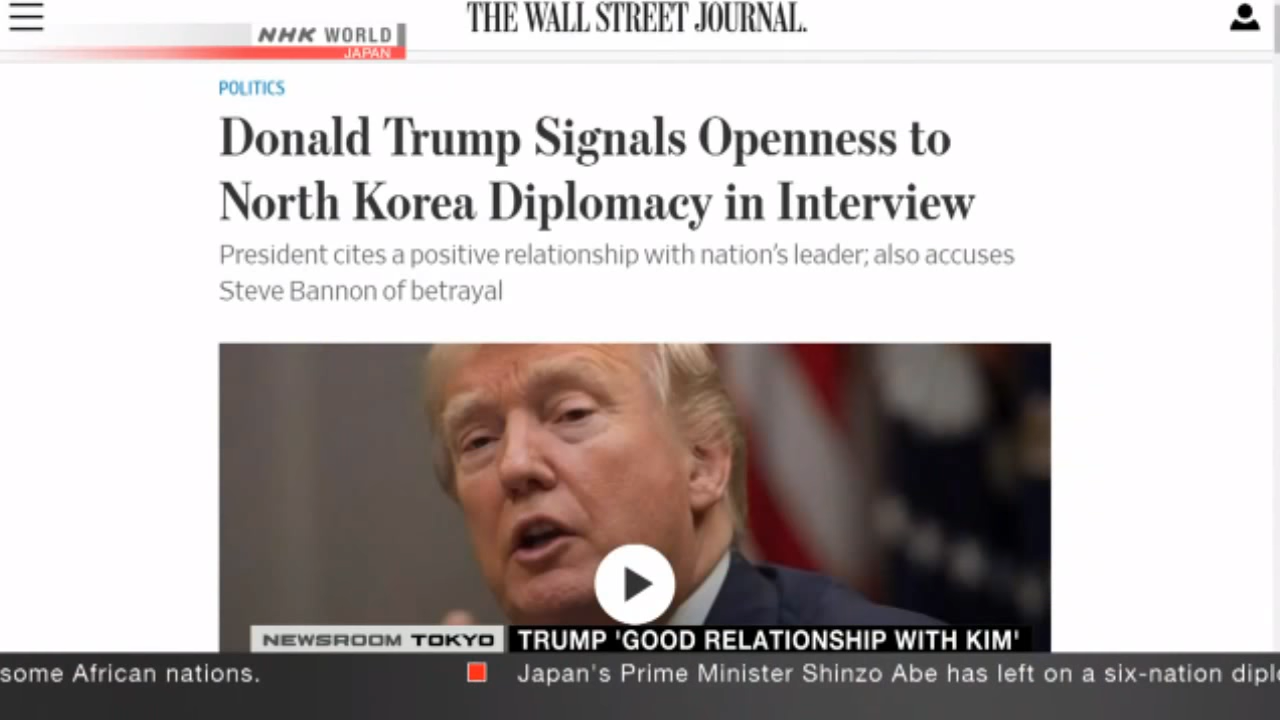 THE WALL STREET JOURNAL.
NHK WORLD
JAPAN
POLITICS
Donald Trump Signals Openness to
North Korea Diplomacy in Interview
President cites a positive relationship with nation's leader; also accuses
Steve Bannon of betrayal
NEWSROOM TOKYO
TRUMP 'GOOD RELATIONSHIP WITH KIM'
some African nations.
Japan's Prime Minister Shinzo Abe has left on a six-nation